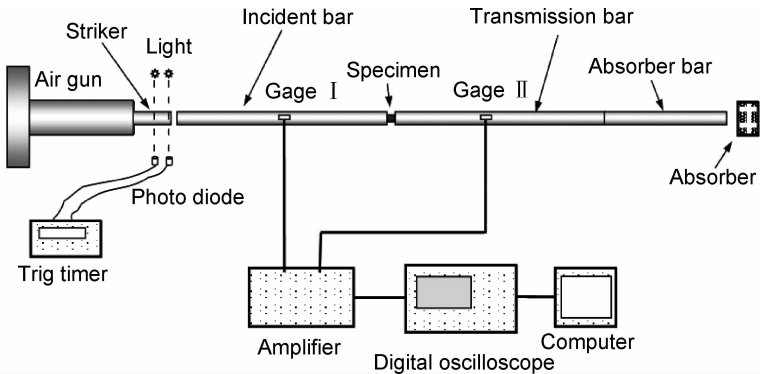 Incident bar
Transmission bar
Striker
Light
Specimen
Absorber bar
Air gun
Gage Ⅰ
Gage Ⅱ
Absorber
Photo diode
Trig timer
Amplifier
Digital oscilloscope
Computer